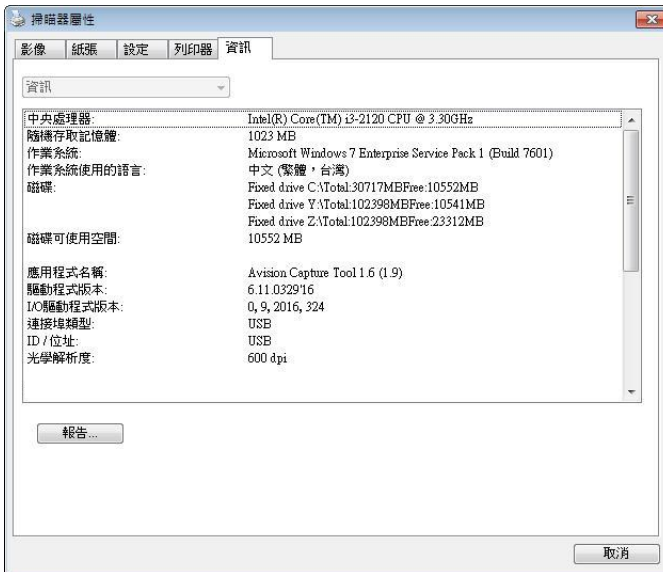 掃瞄器屬性
影像 紙張 設定 列印器 資訊
資訊
中央處理器: Intel(R) Core(TM) i3-2120 CPU @ 3.30GHz
隨機存取記憶體: 1023 MB
作業系統: Microsoft Windows 7 Enterprise Service Pack 1 (Build 7601)
作業系統使用的語言: 中文 (繁體，台灣)
磁碟: Fixed drive C:\Total:30717MBFree:10552MB
Fixed drive Y:\Total:102398MBFree:10541MB
Fixed drive Z:\Total:102398MBFree:23312MB
磁碟可使用空間: 10552 MB
應用程式名稱: Avision Capture Tool 1.6 (1.9)
驅動程式版本: 6.11.0329'16
I/O驅動程式版本: 0, 9, 2016, 324
連接埠類型: USB
ID / 位址: USB
光學解析度: 600 dpi
報告...
取消